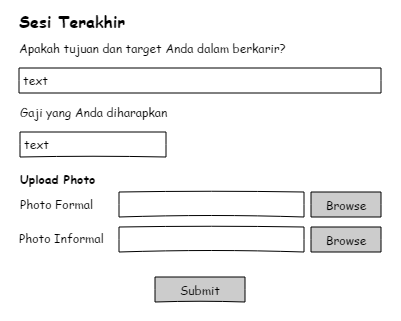 Sesi Terakhir
Apakah tujuan dan target Anda dalam berkarir?
text
Gaji yang Anda diharapkan
text
Upload Photo
Photo Formal
Browse
Photo Informal
Browse
Submit